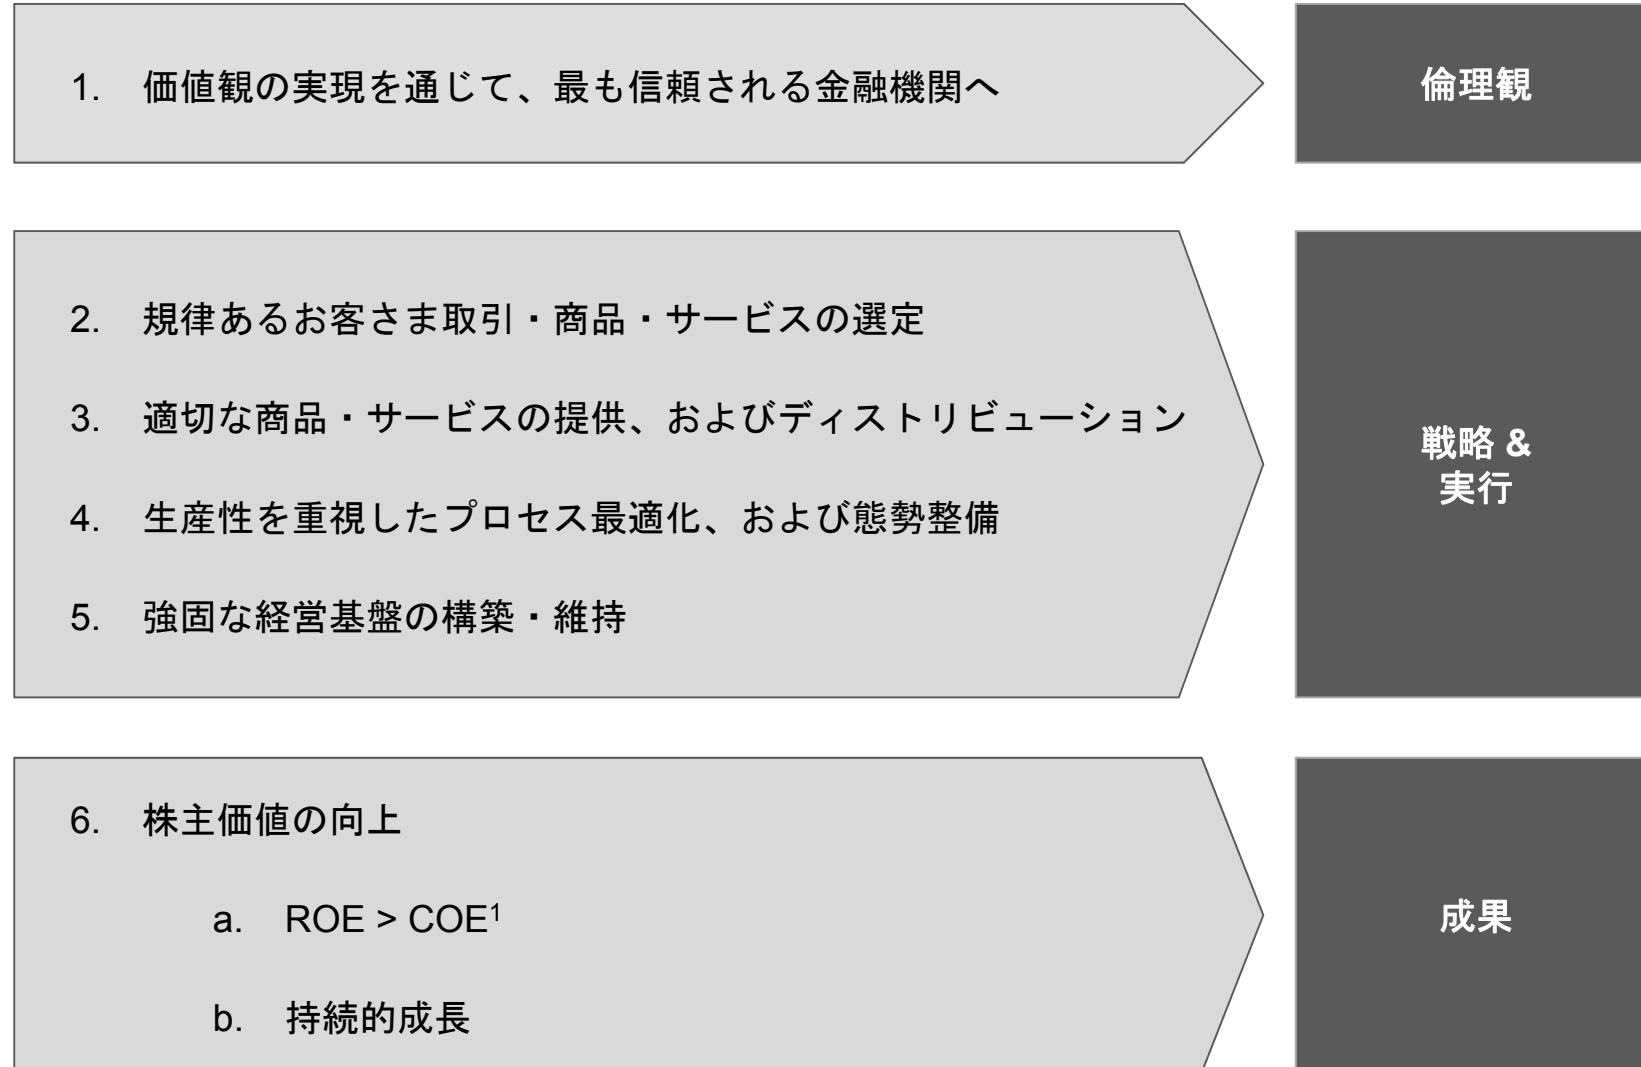 1. 価値観の実現を通じて、最も信頼される金融機関へ
倫理観
2. 規律あるお客さま取引・商品・サービスの選定
3. 適切な商品・サービスの提供、およびディストリビューション
4. 生産性を重視したプロセス最適化、および態勢整備
5. 強固な経営基盤の構築・維持
戦略 &
実行
6. 株主価値の向上
a. ROE > COE¹
b. 持続的成長
成果